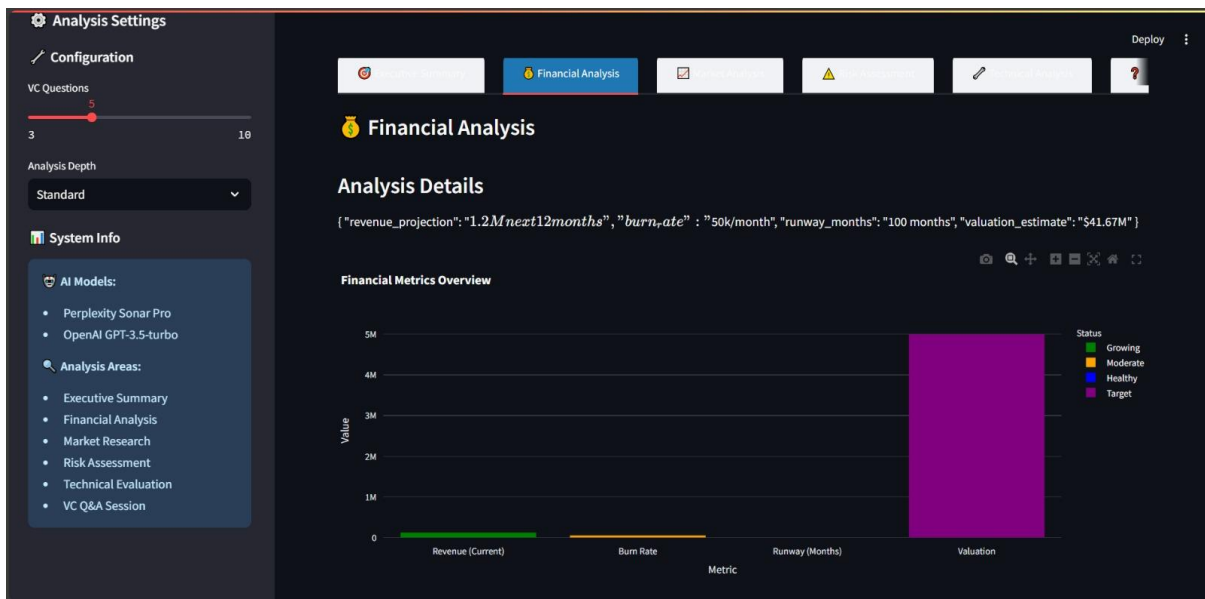 Analysis Settings
Configuration
VC Questions
5
3 10
Analysis Depth
Standard
System Info
AI Models:
Perplexity Sonar Pro
OpenAI GPT-3.5-turbo
Analysis Areas:
Executive Summary
Financial Analysis
Market Research
Risk Assessment
Technical Evaluation
VC Q&A Session
Deploy
Financial Analysis
Financial Analysis
Analysis Details
{ "revenue_projection": "1.2Mnext12months","burn_rate":"50k/month", "runway_months": "100 months", "valuation_estimate": "$41.67M" }
Financial Metrics Overview
5M
4M
3M
2M
1M
0
Value
Revenue (Current) Burn Rate Runway (Months) Valuation
Metric
Status
Growing
Moderate
Healthy
Target